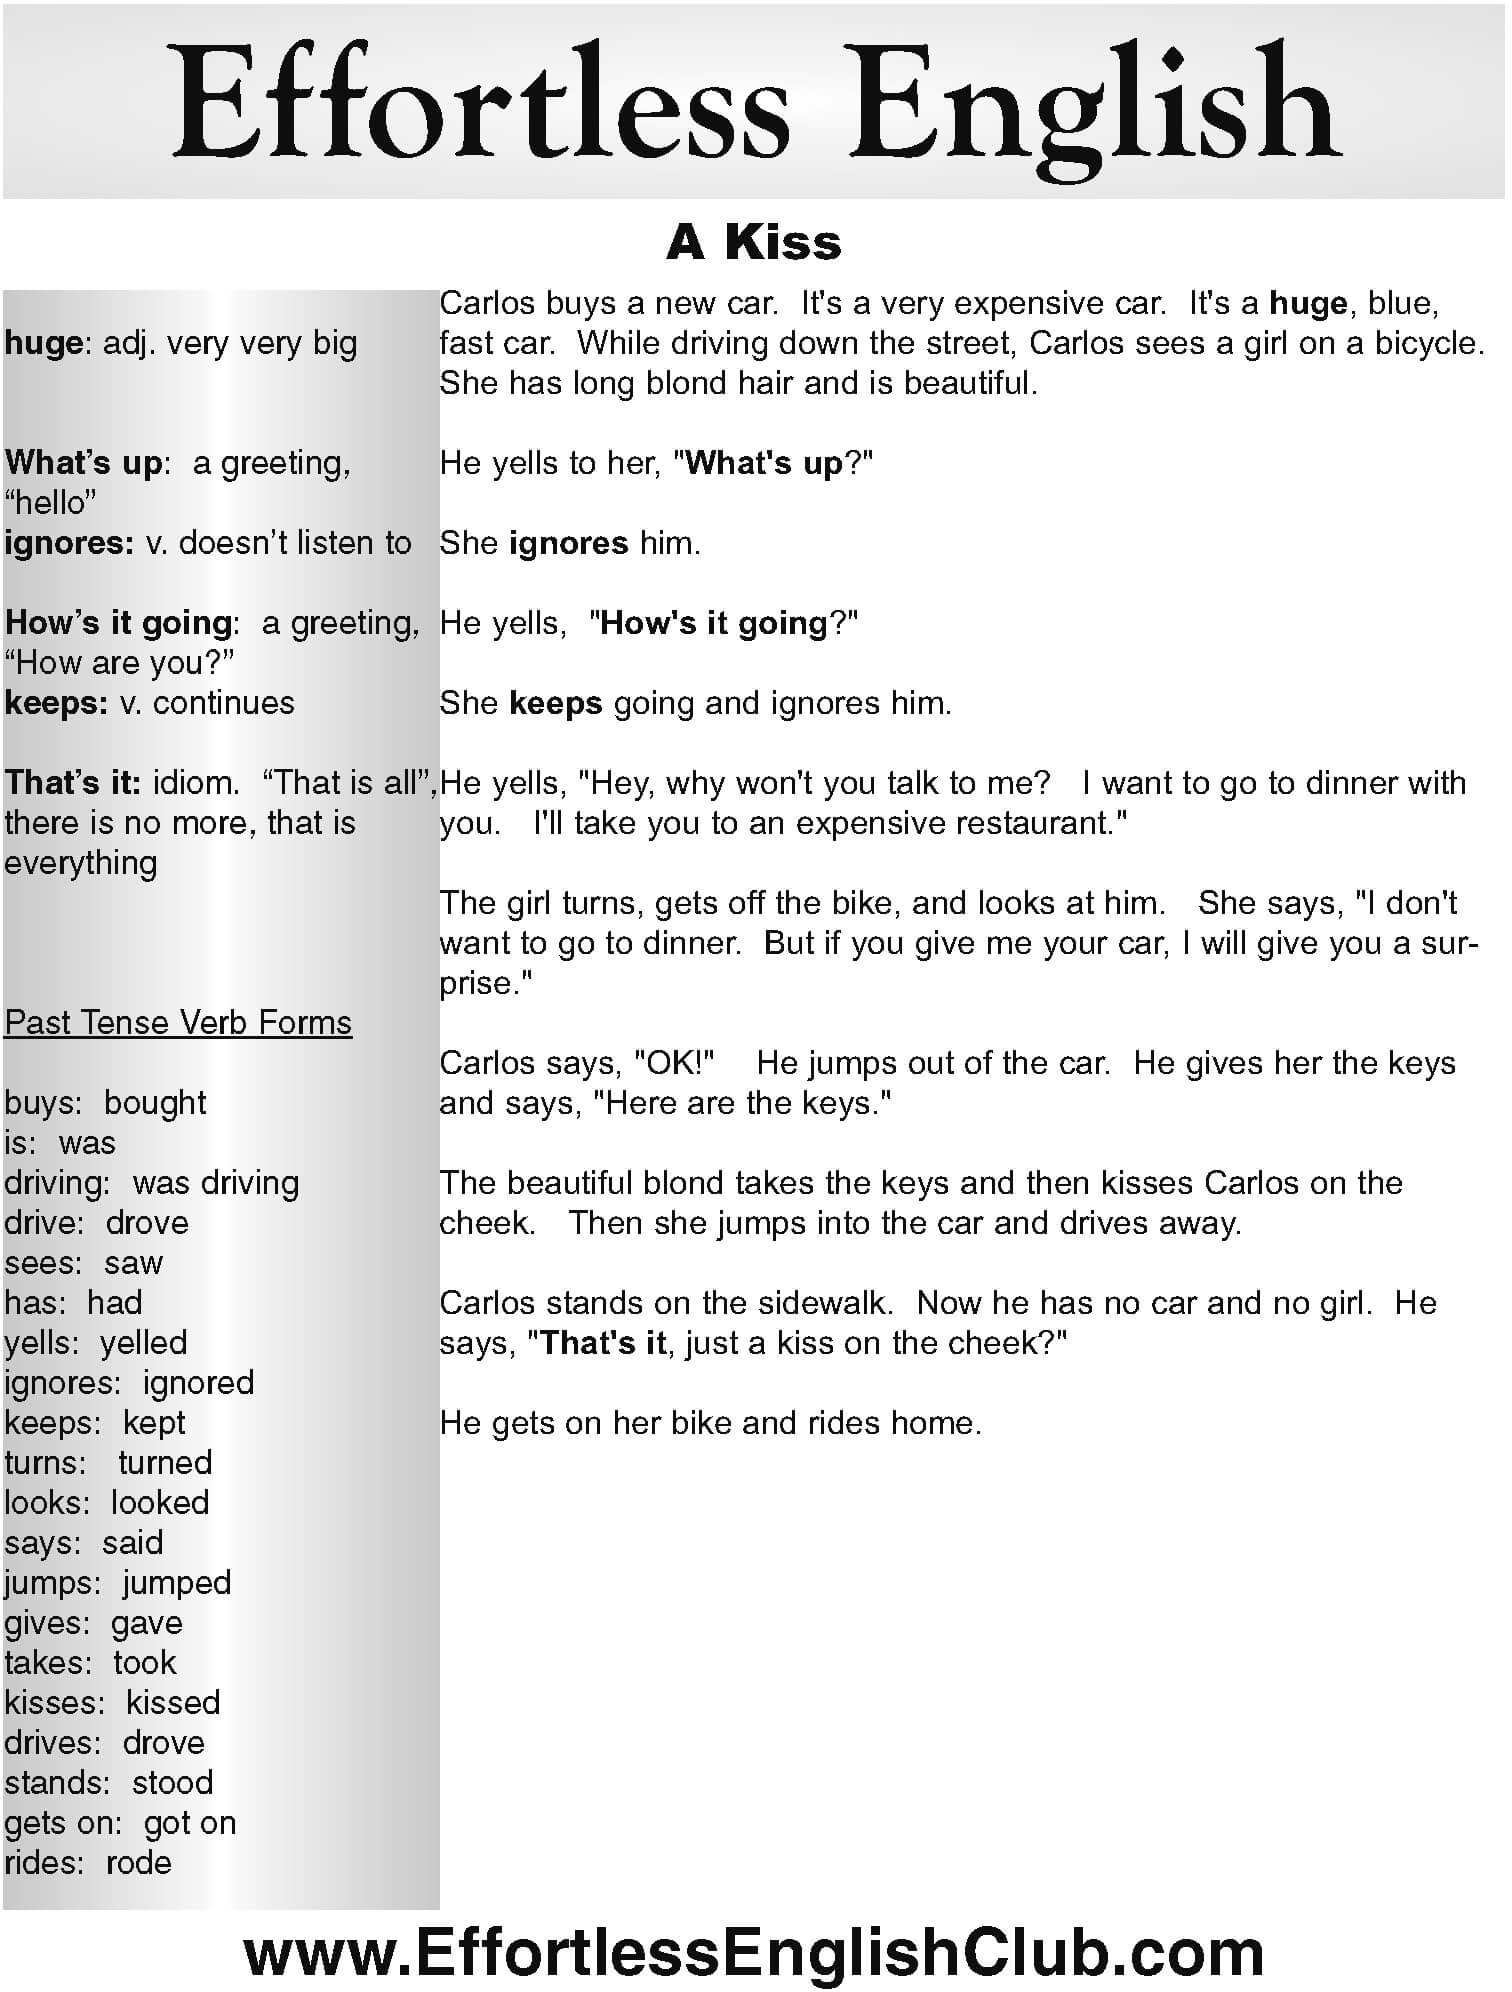 Effortless English
A Kiss
huge: adj. very very big
What’s up:  a greeting,
“hello”
ignores: v. doesn’t listen to
How’s it going:  a greeting,
“How are you?”
keeps: v. continues
That’s it: idiom.  “That is all”,
there is no more, that is
everything
Past Tense Verb Forms
buys:  bought
is:  was
driving:  was driving
drive:  drove
sees:  saw
has:  had
yells:  yelled
ignores:  ignored
keeps:  kept
turns:   turned
looks:  looked
says:  said
jumps:  jumped
gives:  gave
takes:  took
kisses:  kissed
drives:  drove
stands:  stood
gets on:  got on
rides:  rode
Carlos buys a new car.  It's a very expensive car.  It's a huge, blue,
fast car.  While driving down the street, Carlos sees a girl on a bicycle.
She has long blond hair and is beautiful.
He yells to her, "What's up?"
She ignores him.
He yells,  "How's it going?"
She keeps going and ignores him.
He yells, "Hey, why won't you talk to me?   I want to go to dinner with
you.   I'll take you to an expensive restaurant."
The girl turns, gets off the bike, and looks at him.   She says, "I don't
want to go to dinner.  But if you give me your car, I will give you a sur-
prise."
Carlos says, "OK!"    He jumps out of the car.  He gives her the keys
and says, "Here are the keys."
The beautiful blond takes the keys and then kisses Carlos on the
cheek.   Then she jumps into the car and drives away.
Carlos stands on the sidewalk.  Now he has no car and no girl.  He
says, "That's it, just a kiss on the cheek?"
He gets on her bike and rides home.
www.EffortlessEnglishClub.com